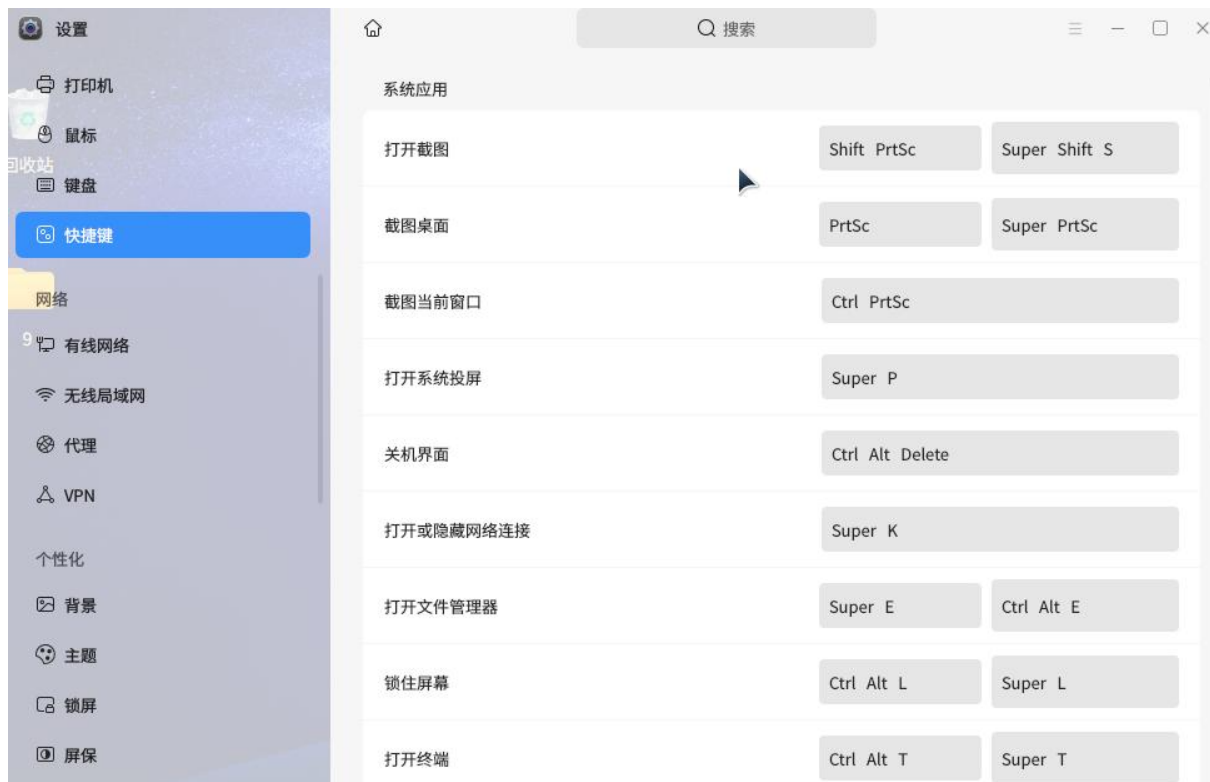 设置
打印机
鼠标
回收站
键盘
快捷键
网络
9
有线网络
无线局域网
代理
VPN
个性化
背景
主题
锁屏
屏保
搜索
系统应用
打开截图 Shift PrtSc Super Shift S
截图桌面 PrtSc Super PrtSc
截图当前窗口 Ctrl PrtSc
打开系统投屏 Super P
关机界面 Ctrl Alt Delete
打开或隐藏网络连接 Super K
打开文件管理器 Super E Ctrl Alt E
锁住屏幕 Ctrl Alt L Super L
打开终端 Ctrl Alt T Super T